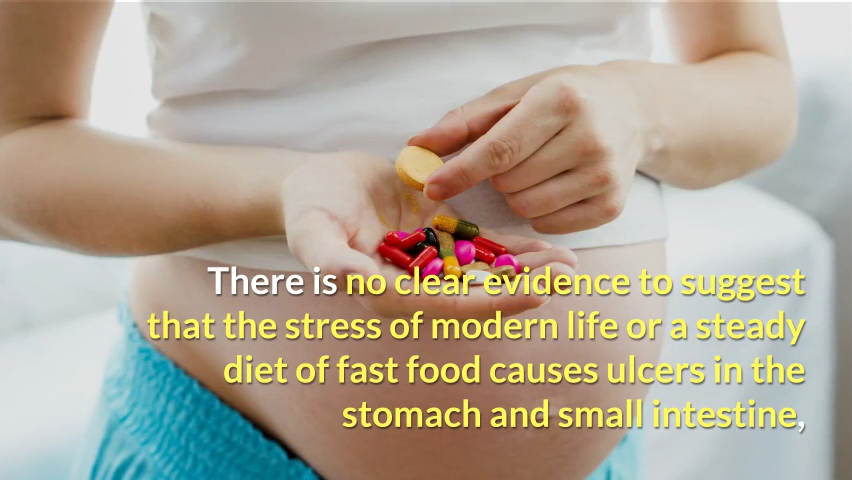 There is no clear evidence to suggest
that the stress of modern life or a steady
diet of fast food causes ulcers in the
stomach and small intestine,